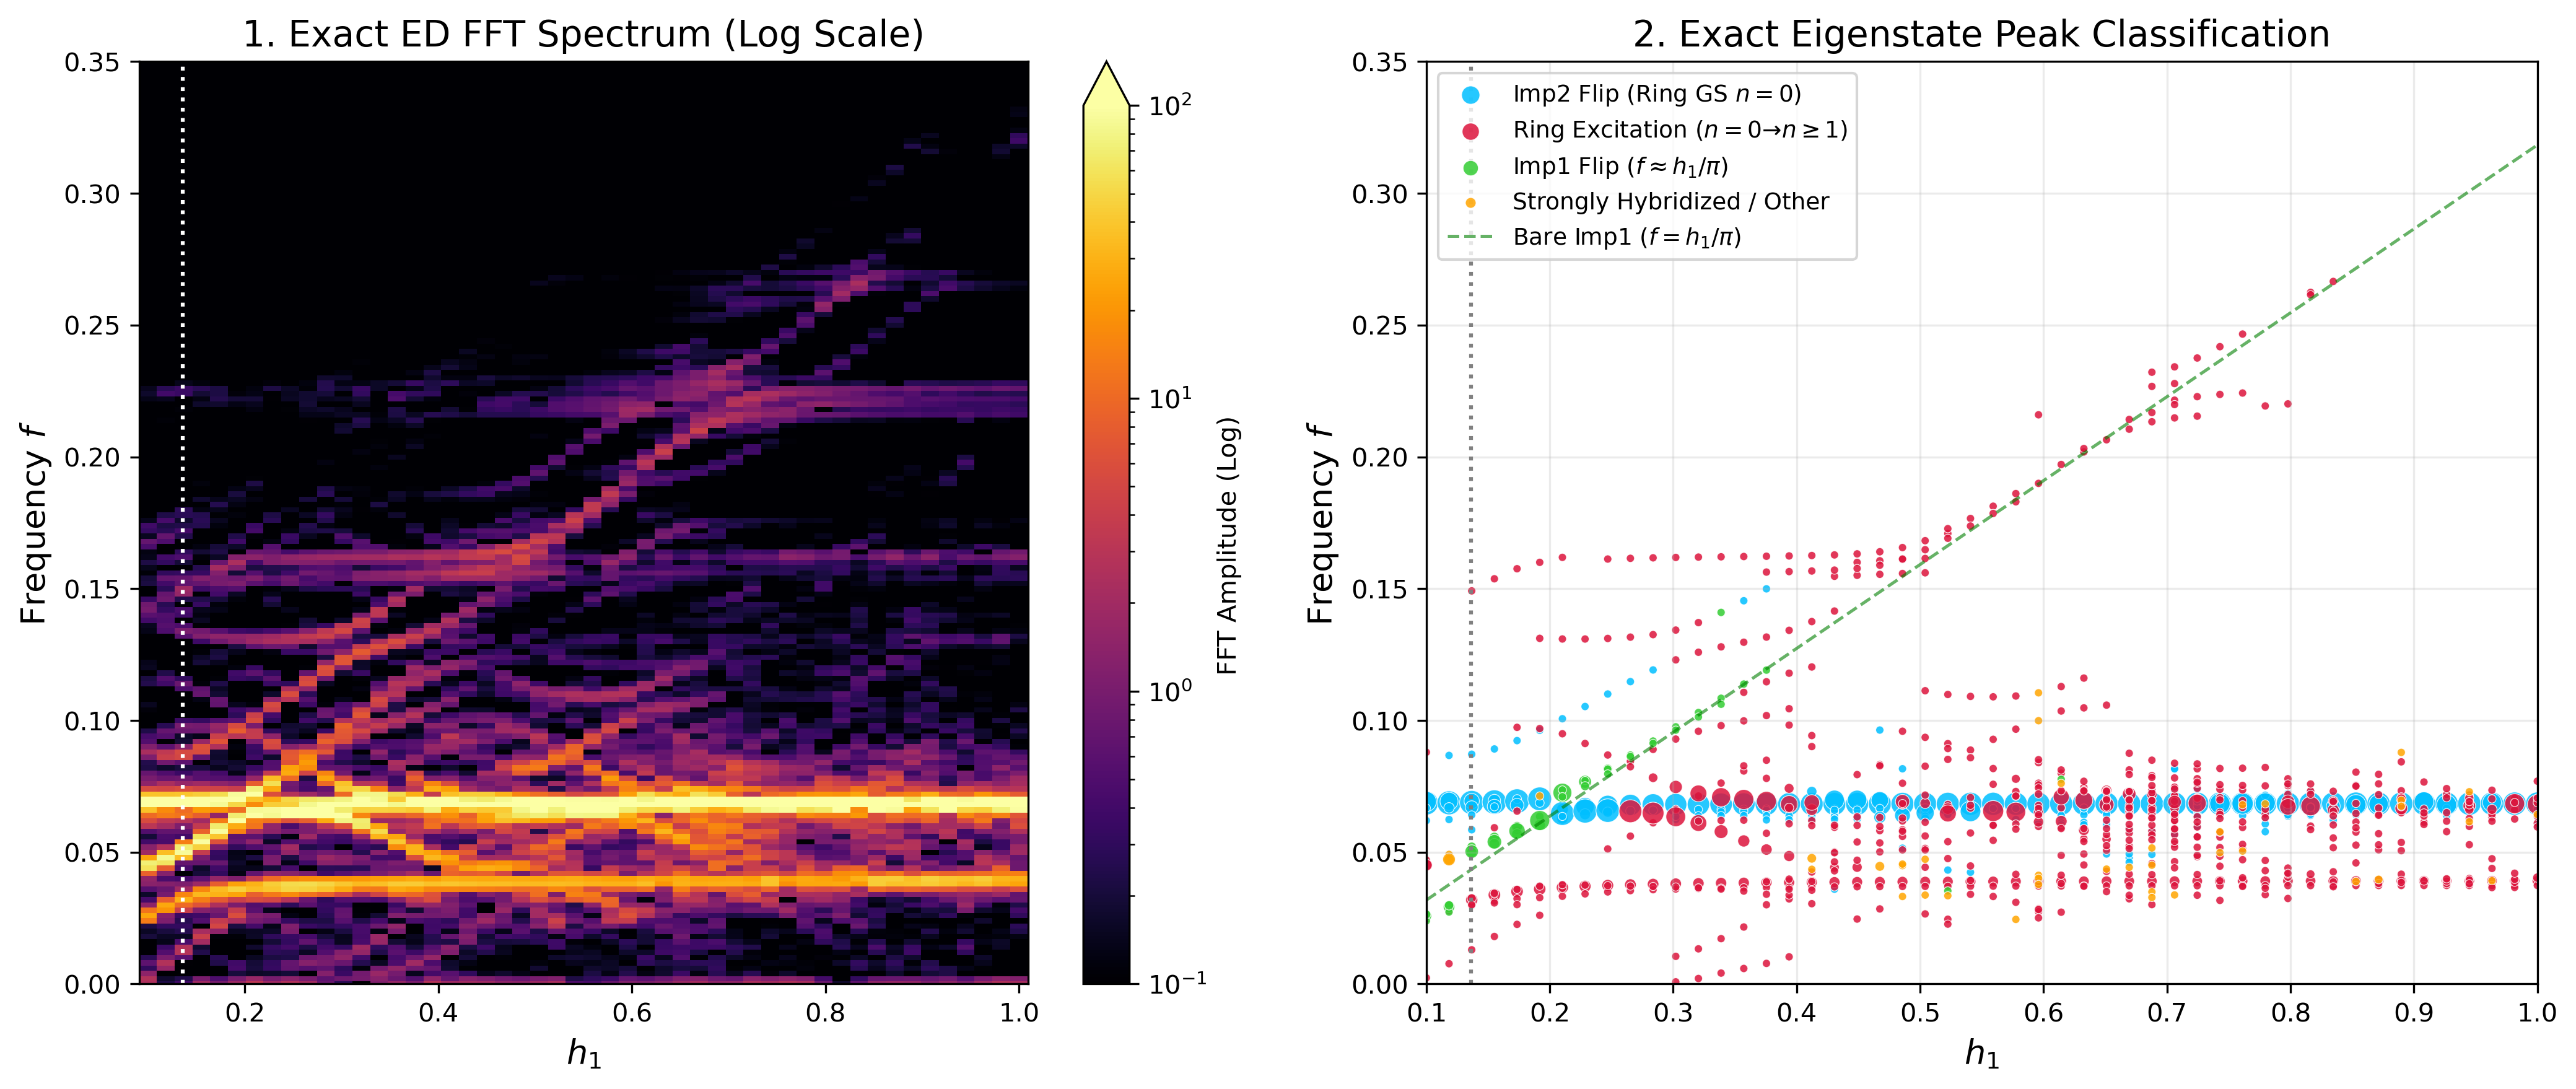 1. Exact ED FFT Spectrum (Log Scale)
Frequency f
0.35
0.30
0.25
0.20
0.15
0.10
0.05
0.00
0.2
0.4
0.6
0.8
1.0
h₁
10²
10¹
10⁰
10⁻¹
FFT Amplitude (Log)
2. Exact Eigenstate Peak Classification
Frequency f
0.35
0.30
0.25
0.20
0.15
0.10
0.05
0.00
Imp2 Flip (Ring GS n = 0)
Ring Excitation (n = 0→n ≥ 1)
Imp1 Flip (f ≈ h₁/π)
Strongly Hybridized / Other
Bare Imp1 (f = h₁/π)
0.1
0.2
0.3
0.4
0.5
0.6
0.7
0.8
0.9
1.0
h₁